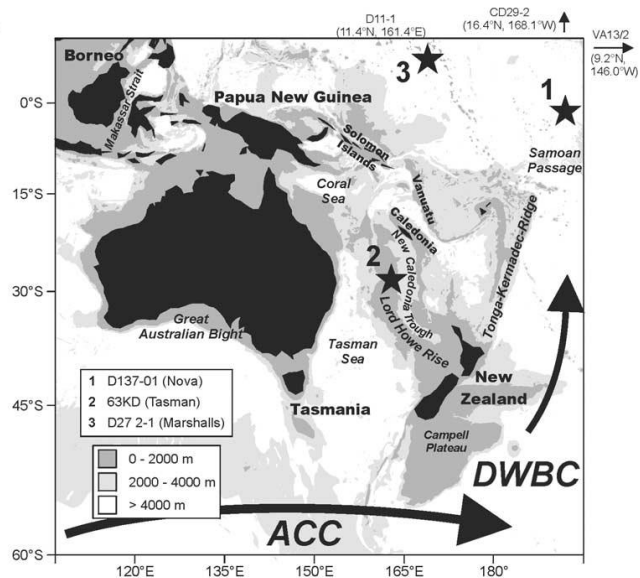 D11-1
(11.4°N, 161.4°E)
CD29-2
(16.4°N, 168.1°W)
VA13/2
(9.2°N,
146.0°W)
Borneo
Makassar Strait
3
1
0°S
Papua New Guinea
Solomon
Islands
Samoan
Passage
15°S
Coral
Sea
Vanuatu
New Caledonia
2
New Caledonia Trough
Tonga-Kermadec-Ridge
30°S
Great
Australian Bight
Lord Howe Rise
Tasman
Sea
1 D137-01 (Nova)
2 63KD (Tasman)
3 D27 2-1 (Marshalls)
New
Zealand
45°S
Tasmania
Campell
Plateau
0 - 2000 m
2000 - 4000 m
> 4000 m
DWBC
ACC
60°S
120°E
135°E
150°E
165°E
180°